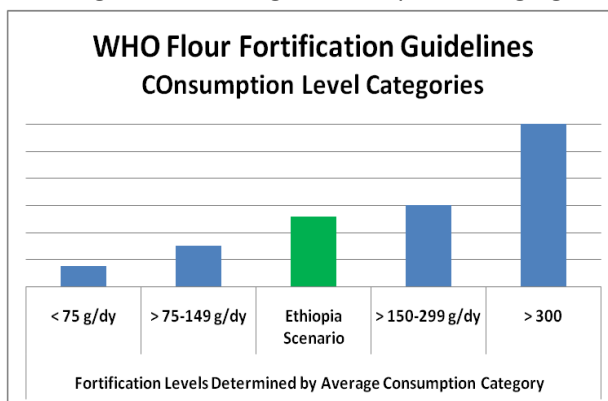 WHO Flour Fortification Guidelines
COnsumption Level Categories
< 75 g/dy
> 75-149 g/dy
Ethiopia
Scenario
> 150-299 g/dy
> 300
Fortification Levels Determined by Average Consumption Category